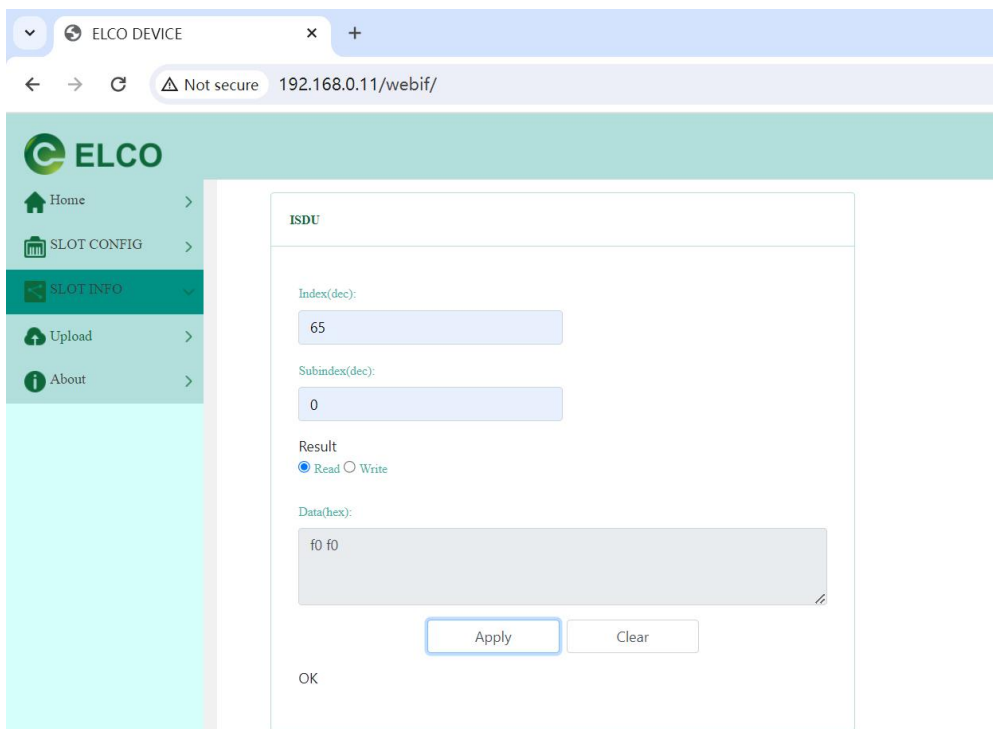 ELCO DEVICE
Not secure 192.168.0.11/webif/
ELCO
Home
SLOT CONFIG
SLOT INFO
Upload
About
ISDU
Index(dec):
65
Subindex(dec):
0
Result
Read Write
Data(hex):
f0 f0
Apply Clear
OK